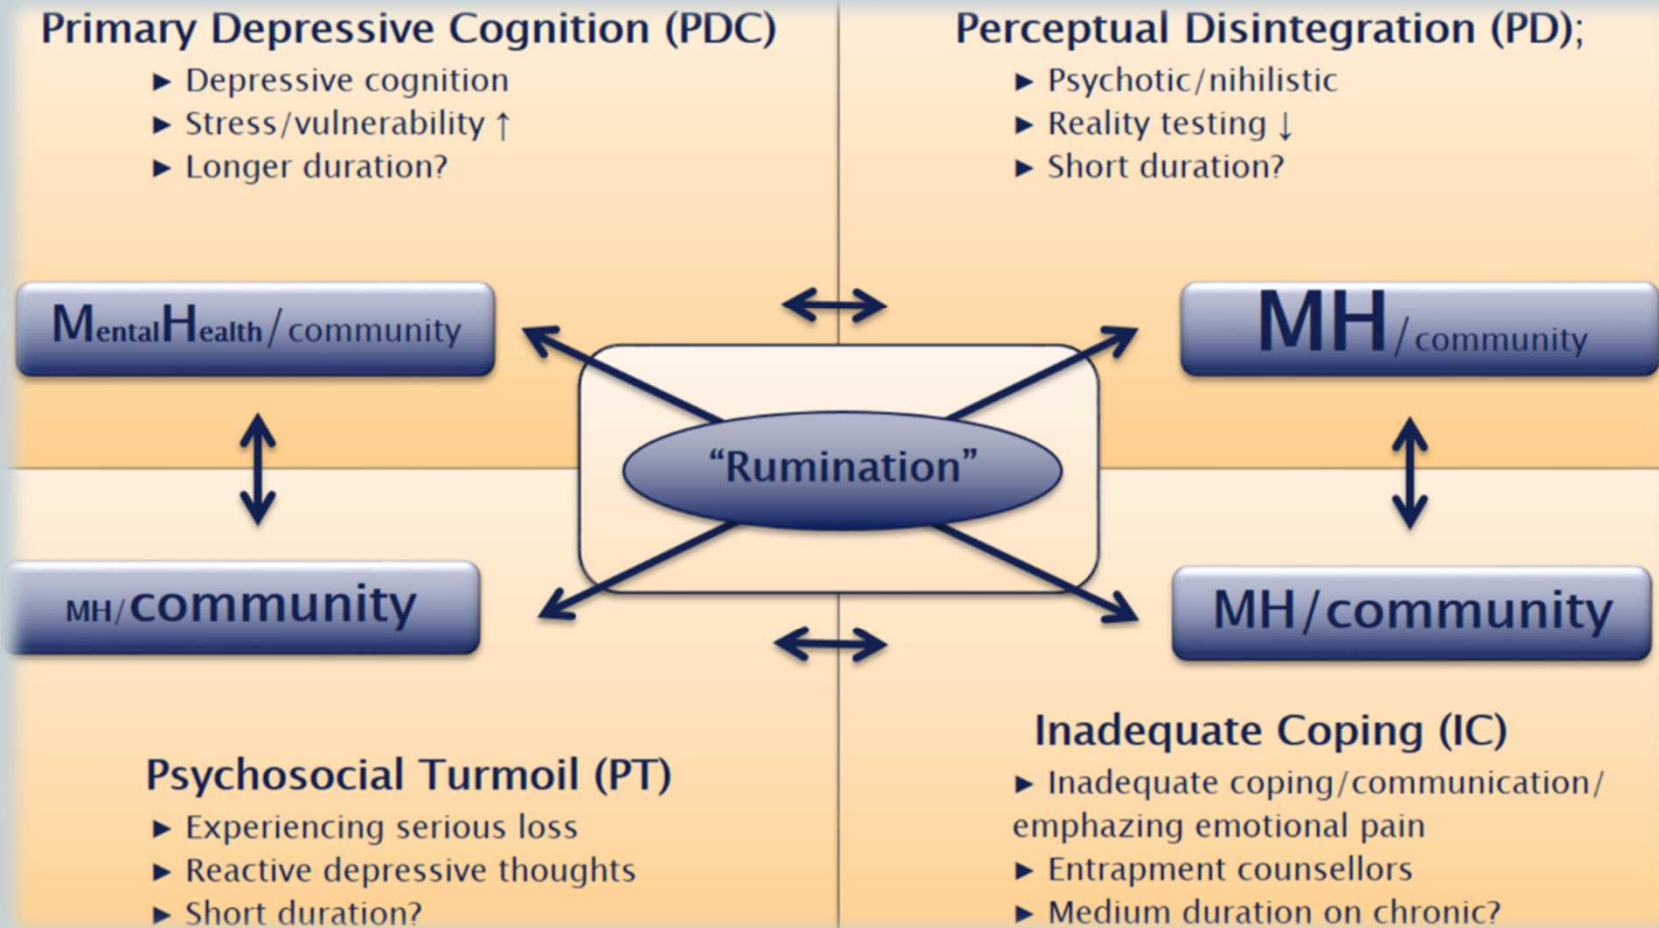 Primary Depressive Cognition (PDC)
► Depressive cognition
► Stress/vulnerability ↑
► Longer duration?
Perceptual Disintegration (PD);
► Psychotic/nihilistic
► Reality testing ↓
► Short duration?
MentalHealth/community
MH/community
"Rumination"
MH/community
MH/community
Psychosocial Turmoil (PT)
► Experiencing serious loss
► Reactive depressive thoughts
► Short duration?
Inadequate Coping (IC)
► Inadequate coping/communication/
emphazing emotional pain
► Entrapment counsellors
► Medium duration on chronic?